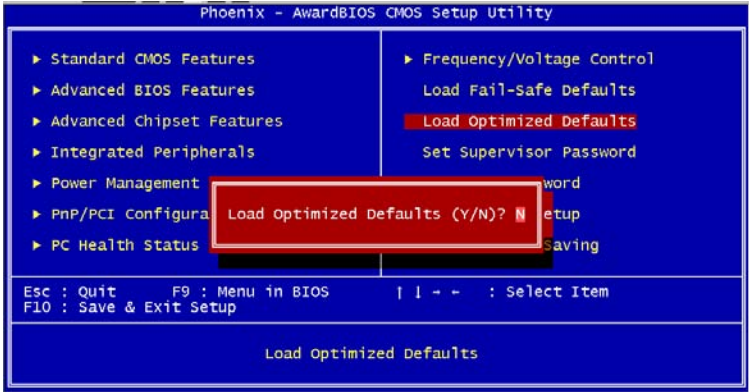 Phoenix - AwardBIOS CMOS Setup Utility
▶ Standard CMOS Features
▶ Advanced BIOS Features
▶ Advanced Chipset Features
▶ Integrated Peripherals
▶ Power Management
▶ PnP/PCI Configura
▶ PC Health Status
▶ Frequency/Voltage Control
Load Fail-Safe Defaults
Load Optimized Defaults
Set Supervisor Password
word
etup
Saving
Load Optimized Defaults (Y/N)? N
Esc : Quit F9 : Menu in BIOS ↑ ↓ → ← : Select Item
F10 : Save & Exit Setup
Load Optimized Defaults